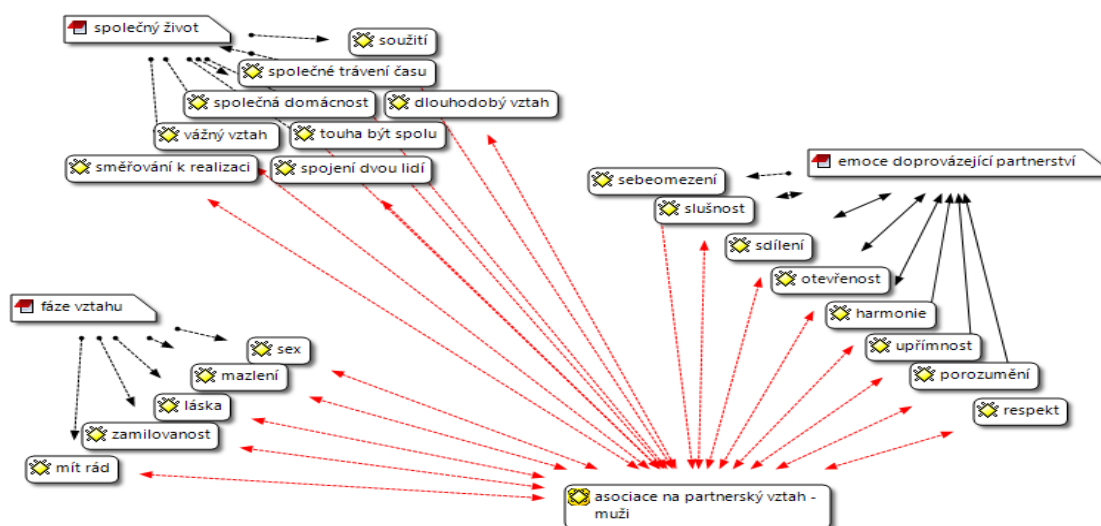 společný život
soužití
společné trávení času
společná domácnost
dlouhodobý vztah
vážný vztah
touha být spolu
směřování k realizaci
spojení dvou lidí
emoce doprovázející partnerství
sebeomezení
slušnost
sdílení
otevřenost
harmonie
upřímnost
porozumění
respekt
fáze vztahu
sex
mazlení
láska
zamilovanost
mít rád
asociace na partnerský vztah -
muži